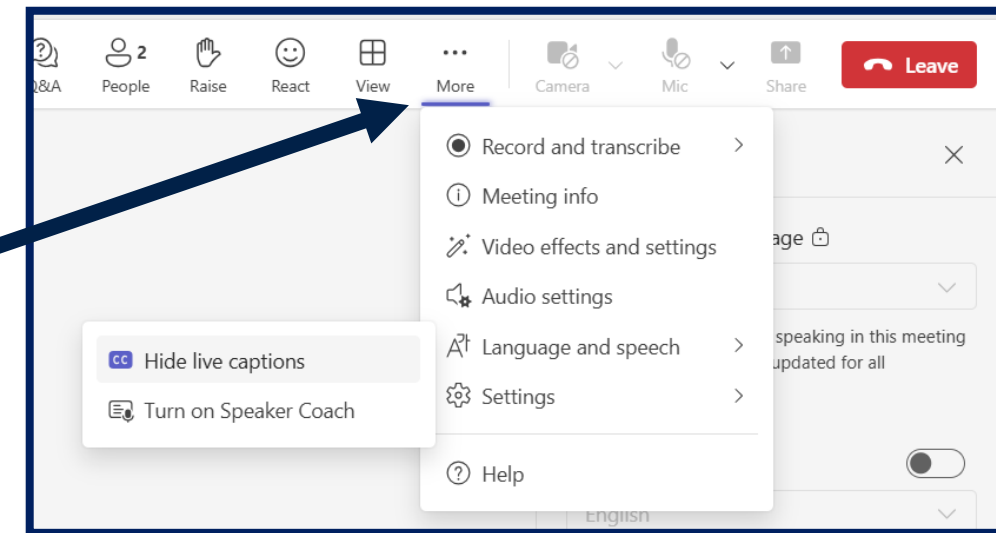 Q&A
People 2
Raise
React
View
More
Camera
Mic
Share
Leave
Record and transcribe
Meeting info
Video effects and settings
Audio settings
Language and speech
Settings
Help
CC Hide live captions
Turn on Speaker Coach
speaking in this meeting
updated for all
English